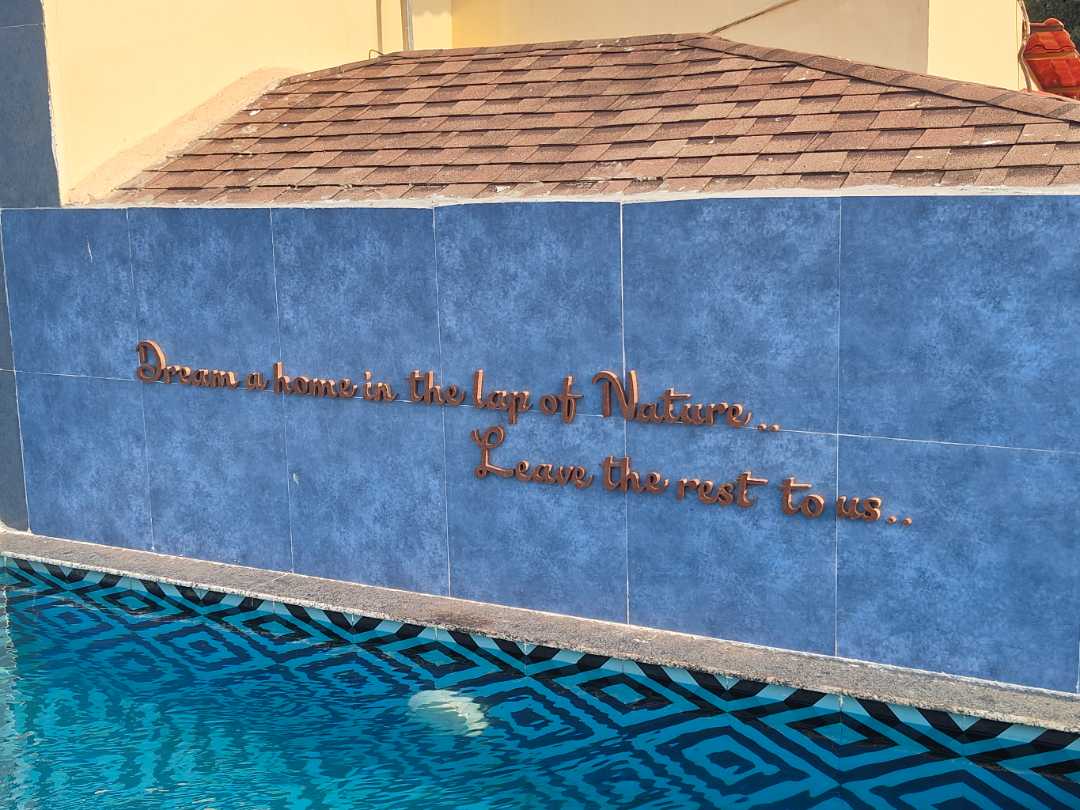 Dream a home in the lap of Nature..
Leave the rest to us..